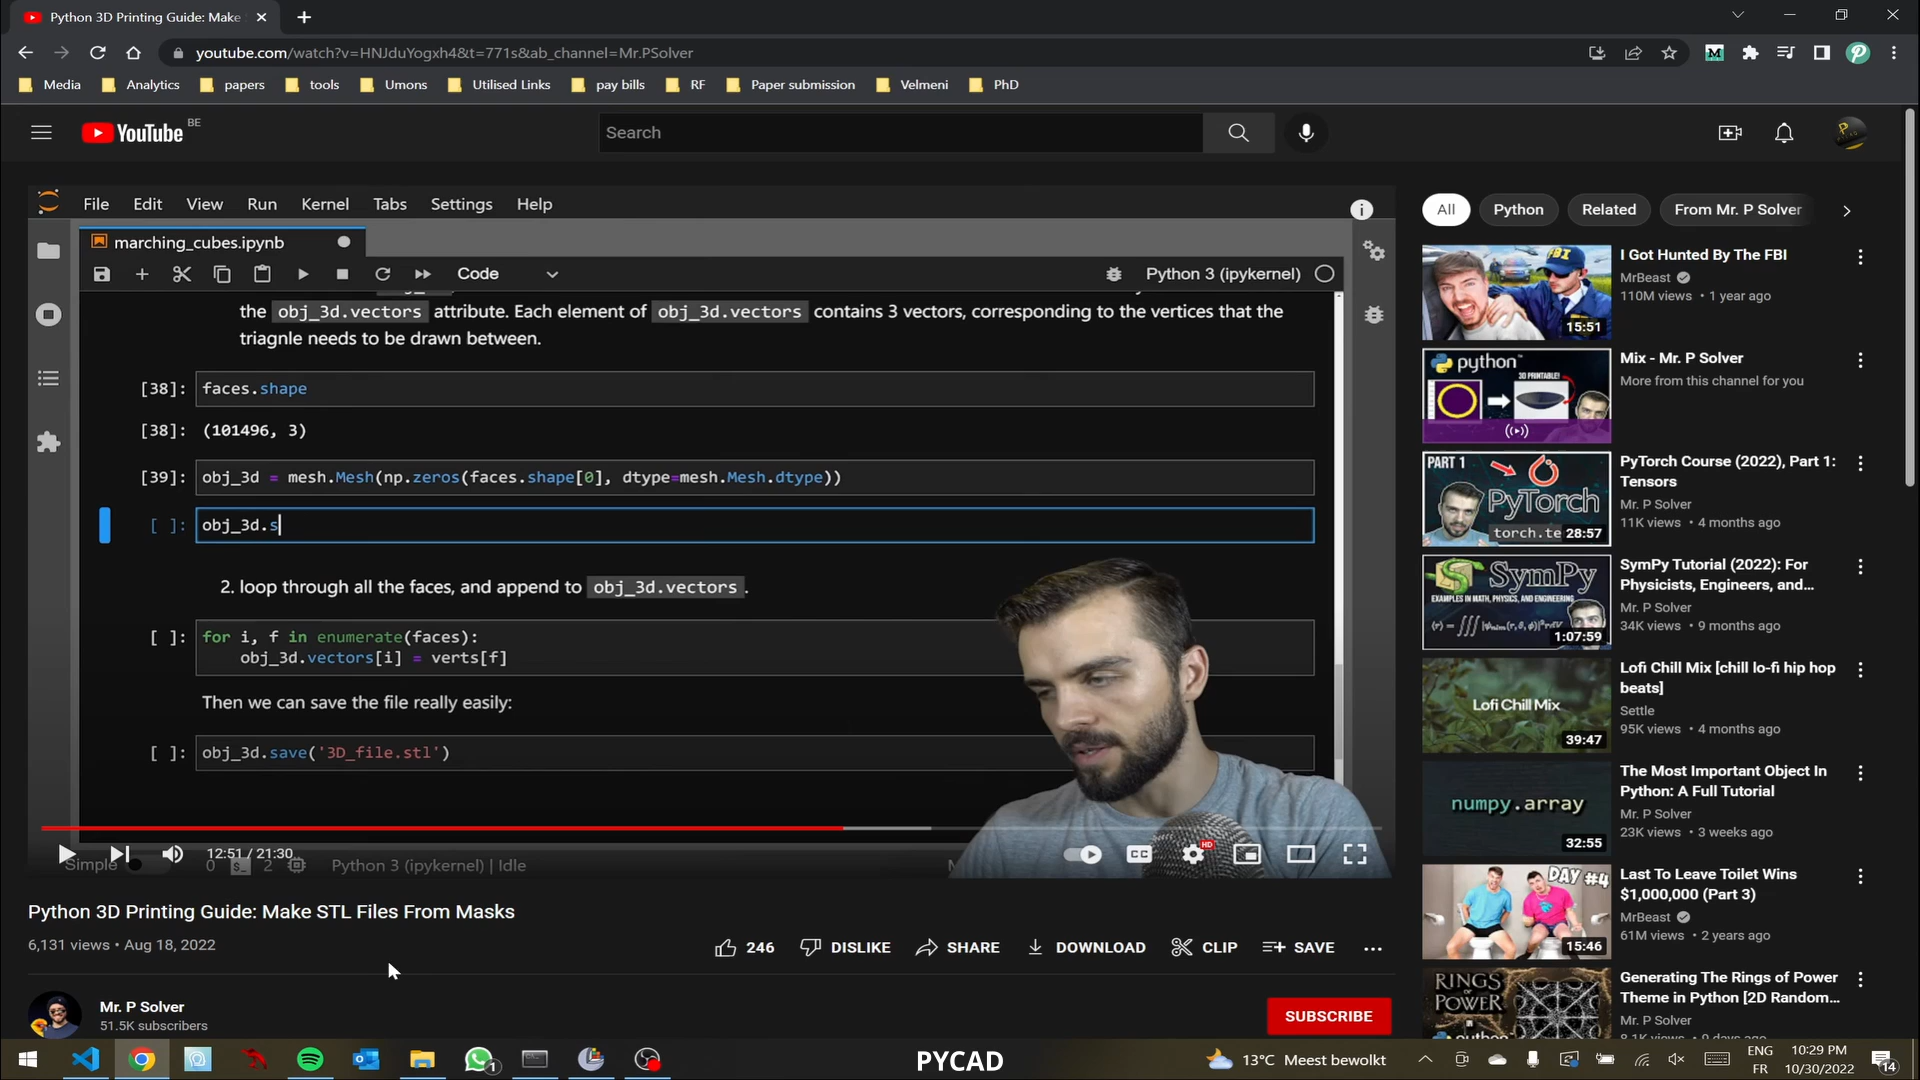 Python 3D Printing Guide: Make
youtube.com/watch?v=HNJduYogxh4&t=771s&ab_channel=Mr.PSolver
Media
Analytics
papers
tools
Umons
Utilised Links
pay bills
RF
Paper submission
Velmeni
PhD
YouTube BE
Search
File Edit View Run Kernel Tabs Settings Help
marching_cubes.ipynb
Code
Python 3 (ipykernel)
the obj_3d.vectors attribute. Each element of obj_3d.vectors contains 3 vectors, corresponding to the vertices that the
triagnle needs to be drawn between.
[38]: faces.shape
[38]: (101496, 3)
[39]: obj_3d = mesh.Mesh(np.zeros(faces.shape[0], dtype=mesh.Mesh.dtype))
[ ]: obj_3d.s
2. loop through all the faces, and append to obj_3d.vectors .
[ ]: for i, f in enumerate(faces):
obj_3d.vectors[i] = verts[f]
Then we can save the file really easily:
[ ]: obj_3d.save('3D_file.stl')
12:51 / 21:30
CC
HD
Simple
0
2
Python 3 (ipykernel) | Idle
Python 3D Printing Guide: Make STL Files From Masks
6,131 views • Aug 18, 2022
246
DISLIKE
SHARE
DOWNLOAD
CLIP
SAVE
Mr. P Solver
51.5K subscribers
SUBSCRIBE
All
Python
Related
From Mr. P Solver
FBI
15:51
I Got Hunted By The FBI
MrBeast
110M views • 1 year ago
python
3D PRINTABLE!
Mix - Mr. P Solver
More from this channel for you
PART 1
PyTorch
torch.te
28:57
PyTorch Course (2022), Part 1:
Tensors
Mr. P Solver
11K views • 4 months ago
SymPy
EXAMPLES IN MATH, PHYSICS, AND ENGINEERING
1:07:59
SymPy Tutorial (2022): For
Physicists, Engineers, and...
Mr. P Solver
34K views • 9 months ago
Lofi Chill Mix
39:47
Lofi Chill Mix [chill lo-fi hip hop
beats]
Settle
95K views • 4 months ago
numpy.array
32:55
The Most Important Object In
Python: A Full Tutorial
Mr. P Solver
23K views • 3 weeks ago
DAY #4
15:46
Last To Leave Toilet Wins
$1,000,000 (Part 3)
MrBeast
61M views • 2 years ago
RINGS
OF
POWER
Generating The Rings of Power
Theme in Python [2D Random...
Mr. P Solver
1
PYCAD
13°C Meest bewolkt
ENG
FR
10:29 PM
10/30/2022
14